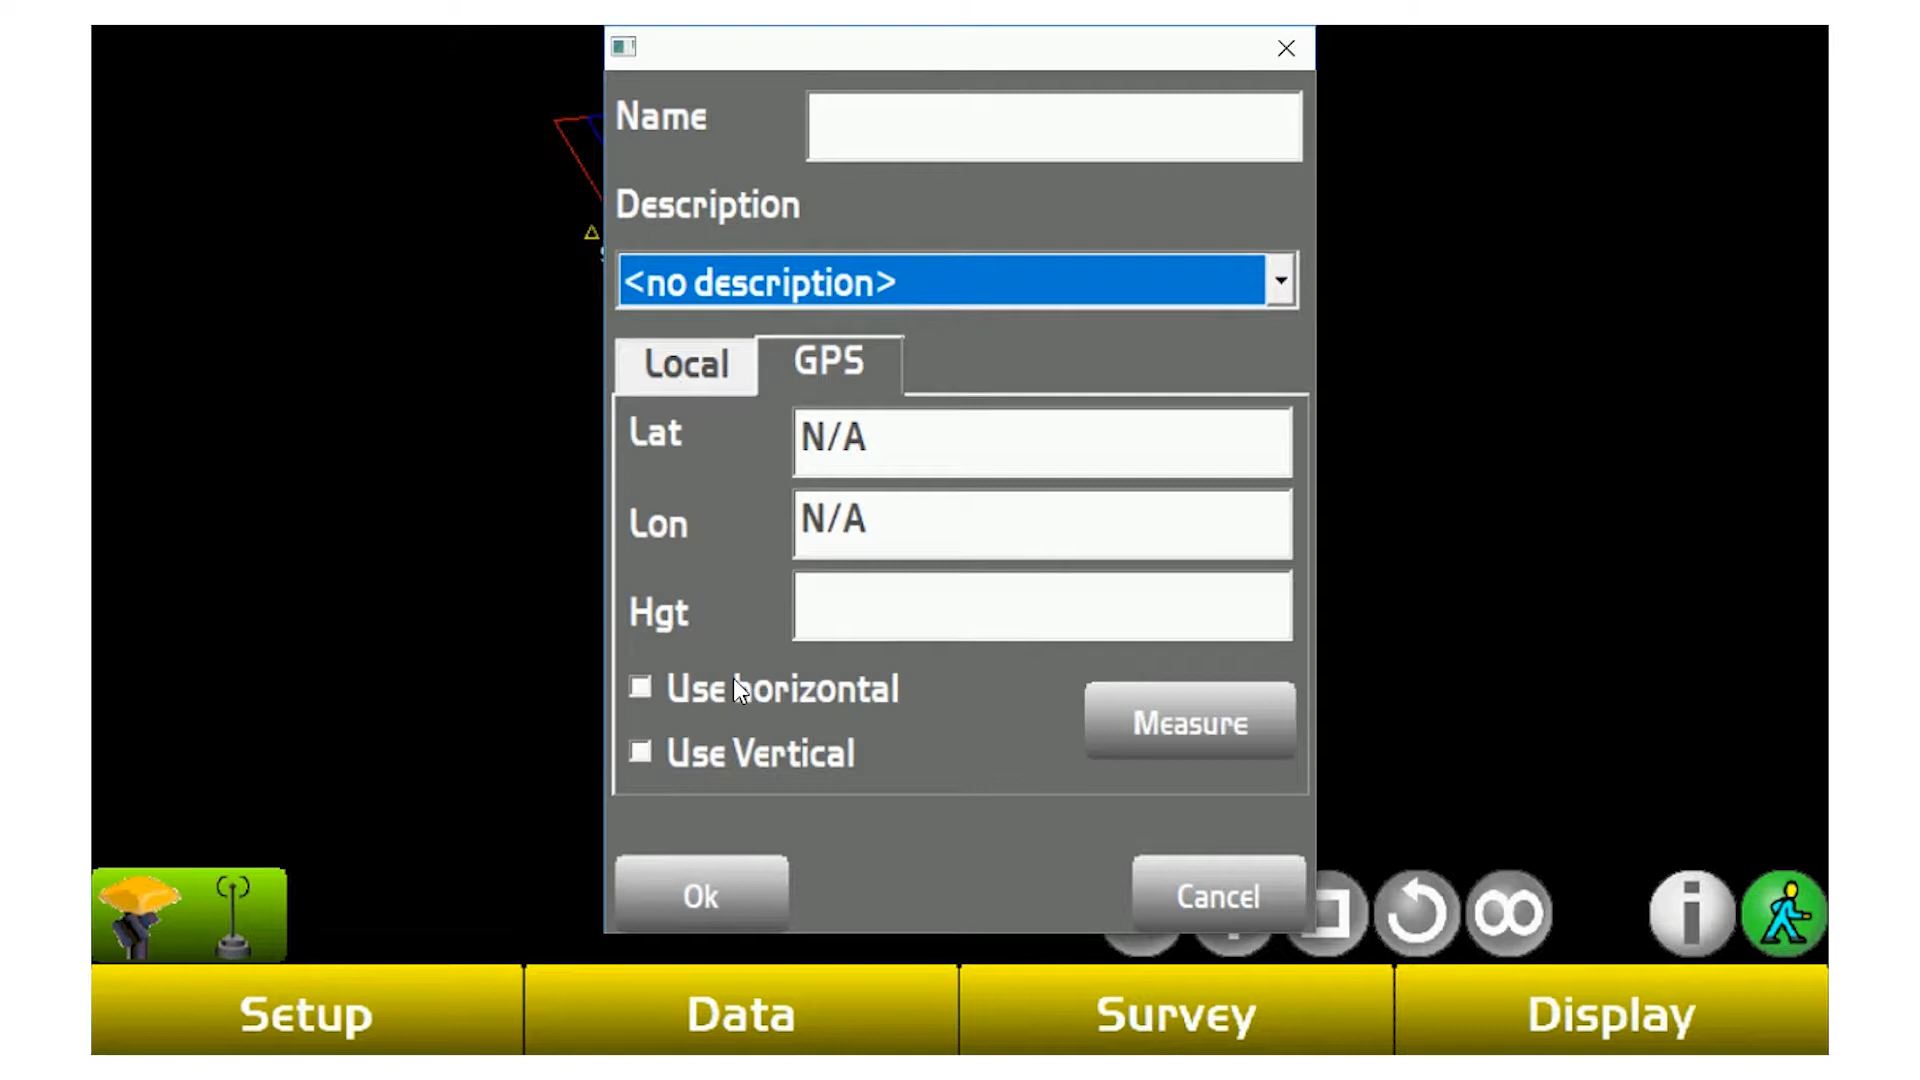 Name
Description
<no description>
Local GPS
Lat N/A
Lon N/A
Hgt
Use horizontal
Use Vertical
Measure
Ok Cancel
Setup Data Survey Display